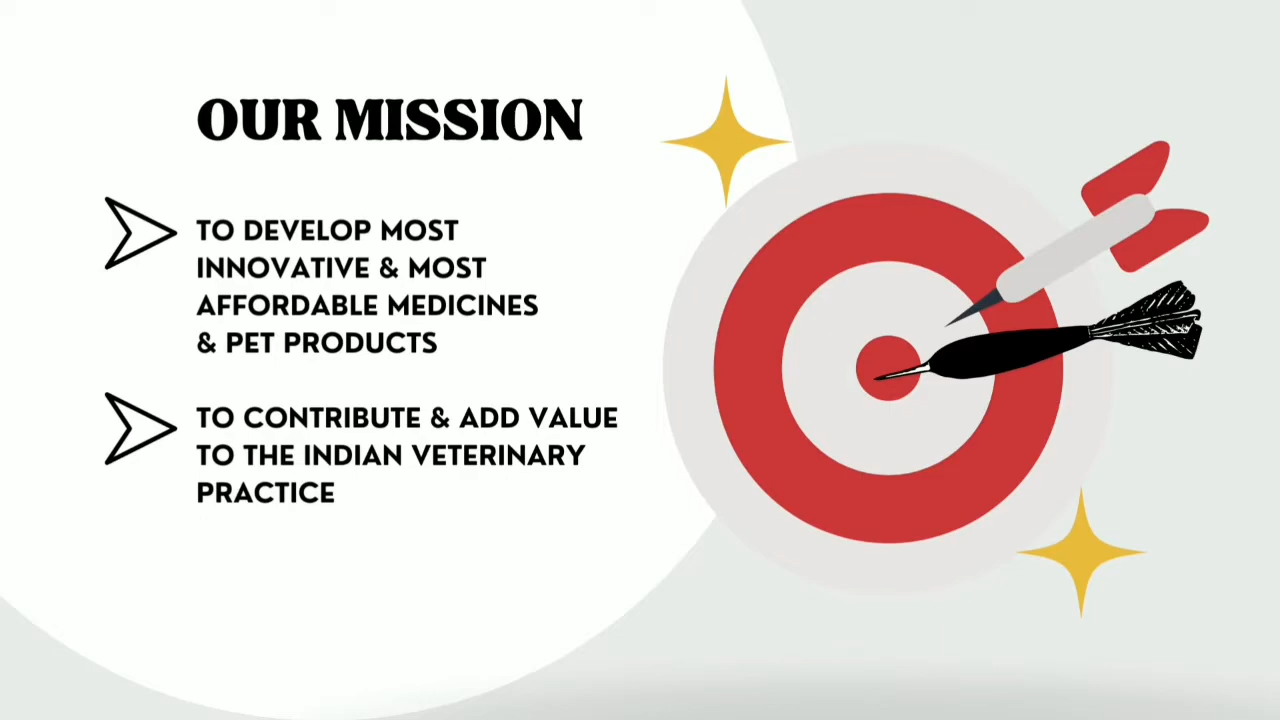 OUR MISSION
TO DEVELOP MOST
INNOVATIVE & MOST
AFFORDABLE MEDICINES
& PET PRODUCTS
TO CONTRIBUTE & ADD VALUE
TO THE INDIAN VETERINARY
PRACTICE